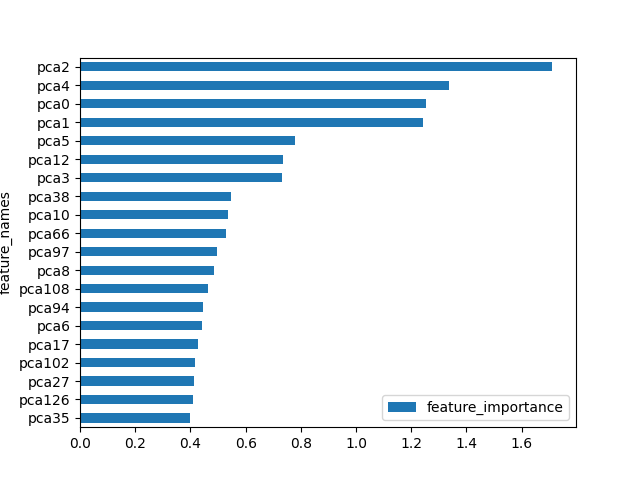 pca2
pca4
pca0
pca1
pca5
pca12
pca3
pca38
pca10
pca66
pca97
pca8
pca108
pca94
pca6
pca17
pca102
pca27
pca126
pca35
feature_names
feature_importance
0.0 0.2 0.4 0.6 0.8 1.0 1.2 1.4 1.6